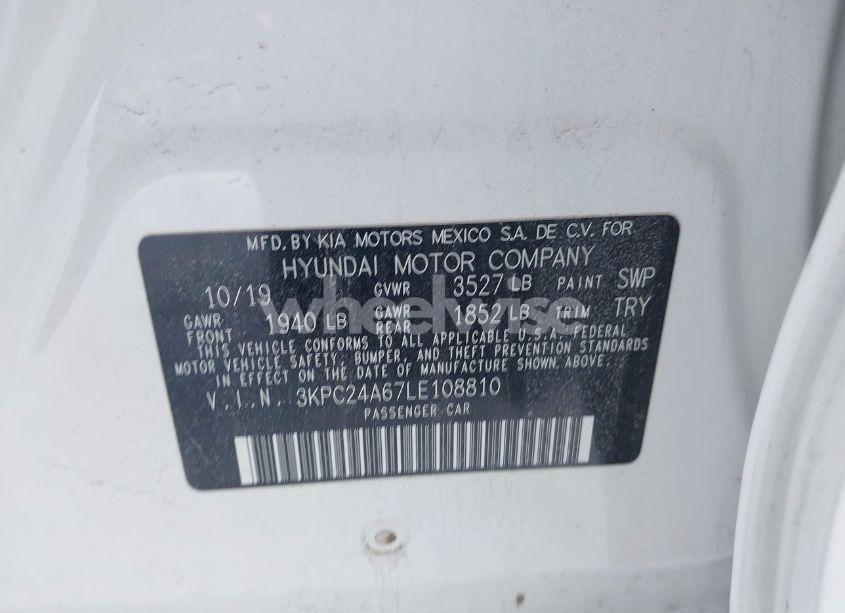 MFD. BY KIA MOTORS MEXICO S.A. DE C.V. FOR
HYUNDAI MOTOR COMPANY
10/19 GVWR 3527 LB PAINT SWP
GAWR FRONT 1940 LB GAWR REAR 1852 LB TRIM TRY
wheelwise
THIS VEHICLE CONFORMS TO ALL APPLICABLE U.S.A. FEDERAL
MOTOR VEHICLE SAFETY, BUMPER, AND THEFT PREVENTION STANDARDS
IN EFFECT ON THE DATE OF MANUFACTURE SHOWN ABOVE.
V.I.N. 3KPC24A67LE108810
PASSENGER CAR